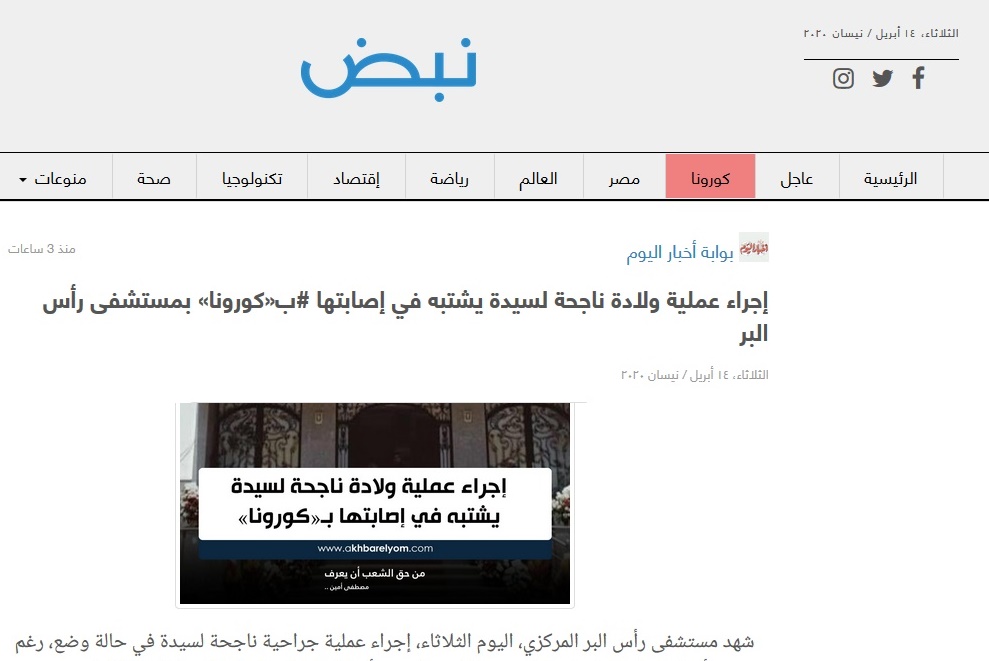 الثلاثاء، ١٤ أبريل / نيسان ٢٠٢٠
نبض
الرئيسية
عاجل
كورونا
مصر
العالم
رياضة
إقتصاد
تكنولوجيا
صحة
منوعات
بوابة أخبار اليوم
منذ 3 ساعات
إجراء عملية ولادة ناجحة لسيدة يشتبه في إصابتها #ب«كورونا» بمستشفى رأس
البر
الثلاثاء، ١٤ أبريل / نيسان ٢٠٢٠
إجراء عملية ولادة ناجحة لسيدة
يشتبه في إصابتها بـ«كورونا»
www.akhbarelyom.com
من حق الشعب أن يعرف
مصطفى أمين ..
شهد مستشفى رأس البر المركزي، اليوم الثلاثاء، إجراء عملية جراحية ناجحة لسيدة في حالة وضع، رغم